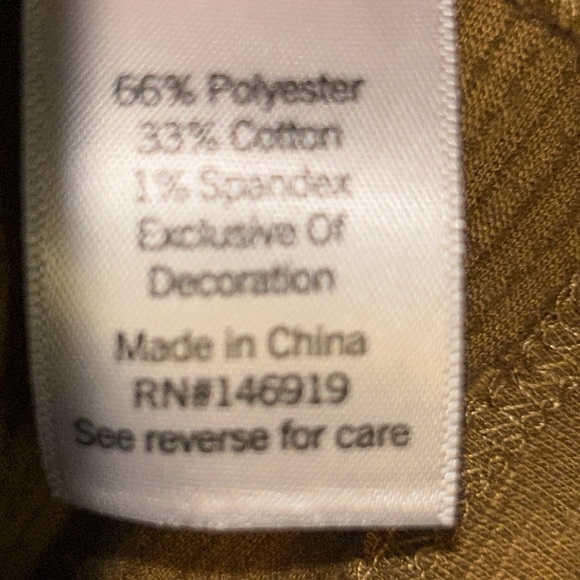 66% Polyester
33% Cotton
1% Spandex
Exclusive Of
Decoration
Made in China
RN#146919
See reverse for care